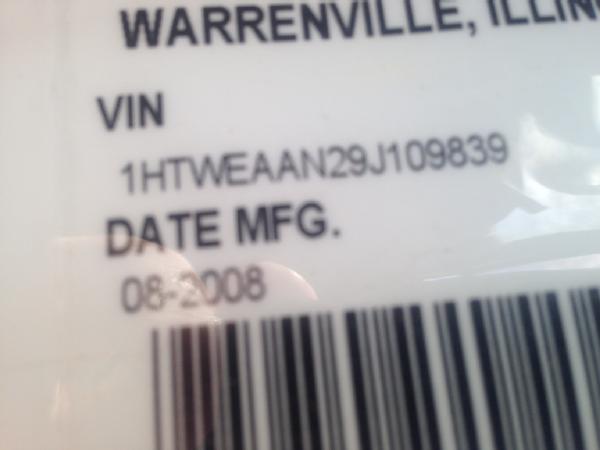 WARRENVILLE, ILLIN
VIN
1HTWEAAN29J109839
DATE MFG.
08-2008